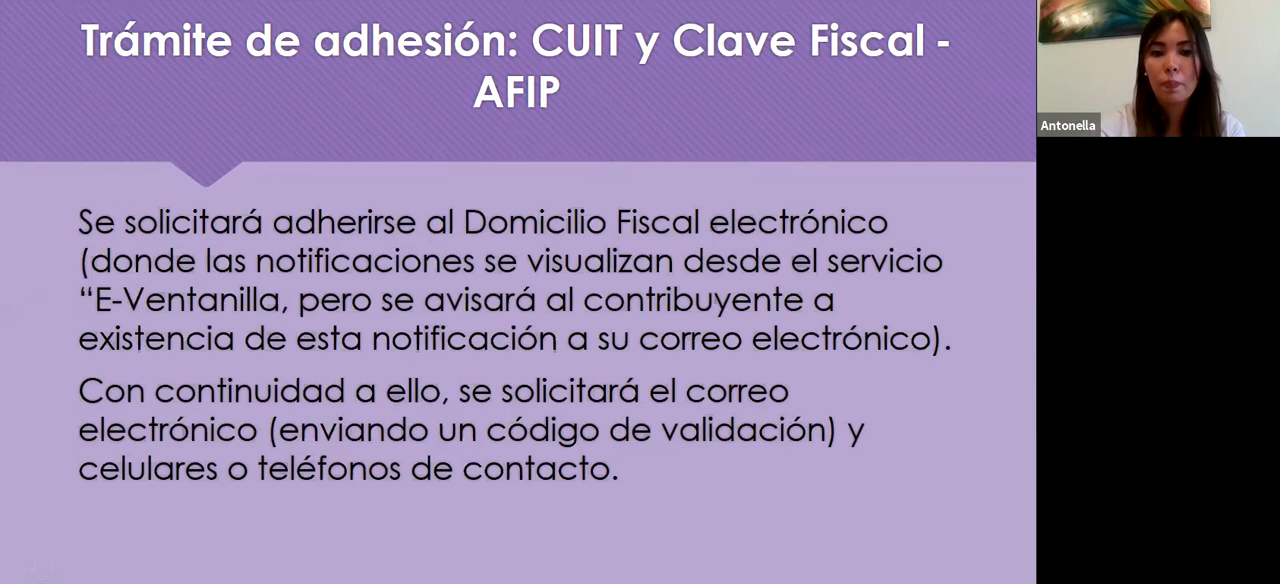 Trámite de adhesión: CUIT y Clave Fiscal -
AFIP
Antonella
Se solicitará adherirse al Domicilio Fiscal electrónico
(donde las notificaciones se visualizan desde el servicio
“E-Ventanilla, pero se avisará al contribuyente a
existencia de esta notificación a su correo electrónico).
Con continuidad a ello, se solicitará el correo
electrónico (enviando un código de validación) y
celulares o teléfonos de contacto.